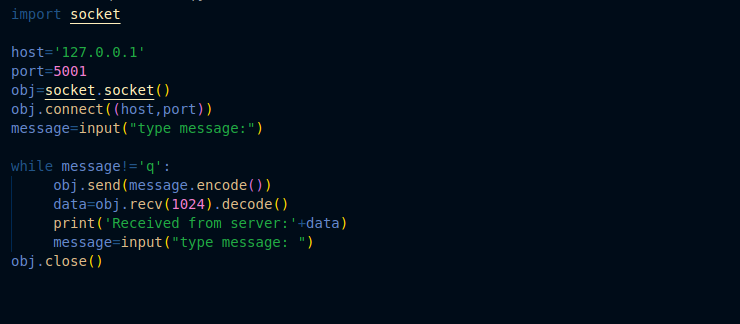 import socket

host='127.0.0.1'
port=5001
obj=socket.socket()
obj.connect((host,port))
message=input("type message:")

while message!='q':
     obj.send(message.encode())
     data=obj.recv(1024).decode()
     print('Received from server:'+data)
     message=input("type message: ")
obj.close()